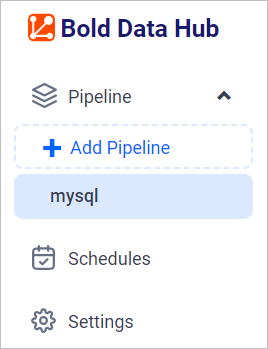 Bold Data Hub
Pipeline
Add Pipeline
mysql
Schedules
Settings